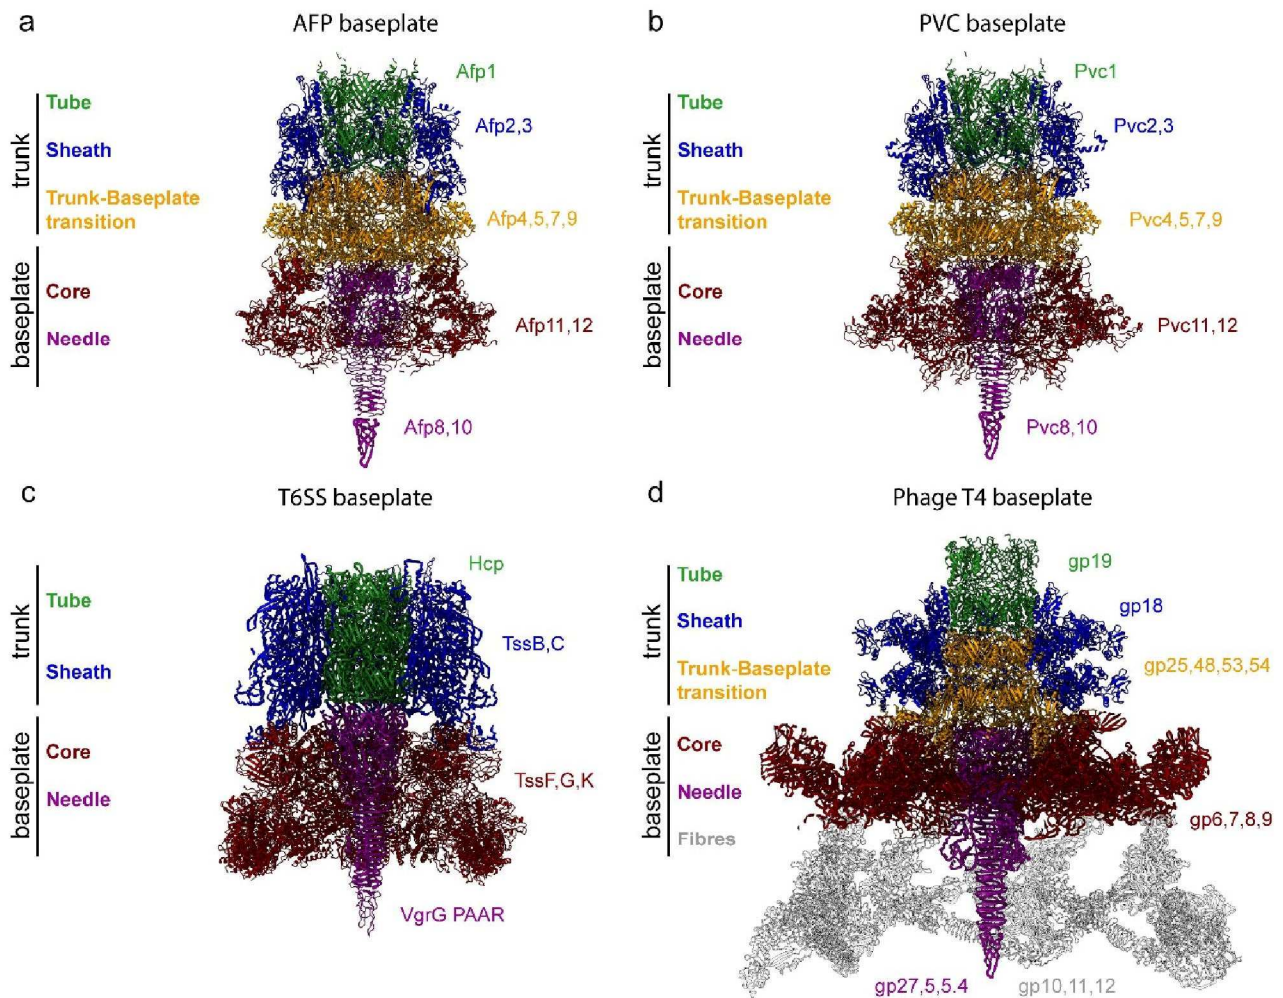 a
AFP baseplate
trunk
Tube
Sheath
Trunk-Baseplate
transition
baseplate
Core
Needle
Afp1
Afp2,3
Afp4,5,7,9
Afp11,12
Afp8,10
b
PVC baseplate
trunk
Tube
Sheath
Trunk-Baseplate
transition
baseplate
Core
Needle
Pvc1
Pvc2,3
Pvc4,5,7,9
Pvc11,12
Pvc8,10
c
T6SS baseplate
trunk
Tube
Sheath
baseplate
Core
Needle
Hcp
TssB,C
TssF,G,K
VgrG PAAR
d
Phage T4 baseplate
trunk
Tube
Sheath
Trunk-Baseplate
transition
baseplate
Core
Needle
Fibres
gp19
gp18
gp25,48,53,54
gp6,7,8,9
gp27,5,5.4
gp10,11,12